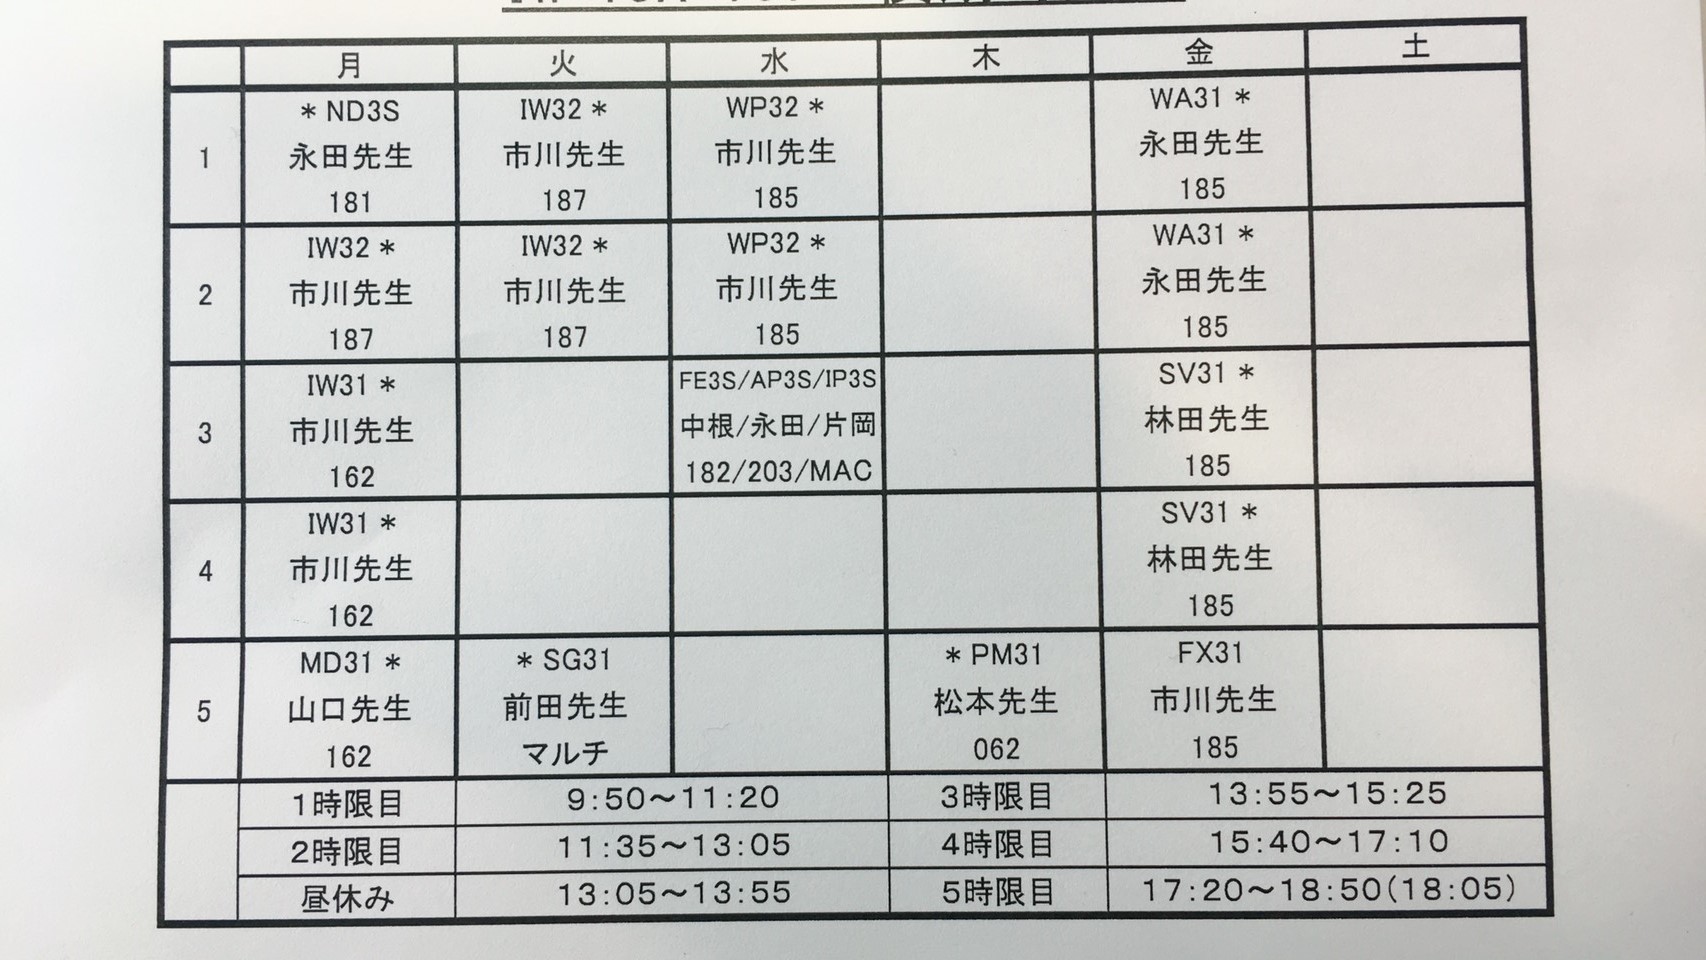 月 火 水 木 金 土
1
* ND3S IW32 * WP32 * WA31 *
永田先生 市川先生 市川先生 永田先生
181 187 185 185
2
IW32 * IW32 * WP32 * WA31 *
市川先生 市川先生 市川先生 永田先生
187 187 185 185
3
IW31 * FE3S/AP3S/IP3S SV31 *
市川先生 中根/永田/片岡 林田先生
162 182/203/MAC 185
4
IW31 * SV31 *
市川先生 林田先生
162 185
5
MD31 * * SG31 * PM31 FX31
山口先生 前田先生 松本先生 市川先生
162 マルチ 062 185
1時限目 9:50～11:20 3時限目 13:55～15:25
2時限目 11:35～13:05 4時限目 15:40～17:10
昼休み 13:05～13:55 5時限目 17:20～18:50(18:05)